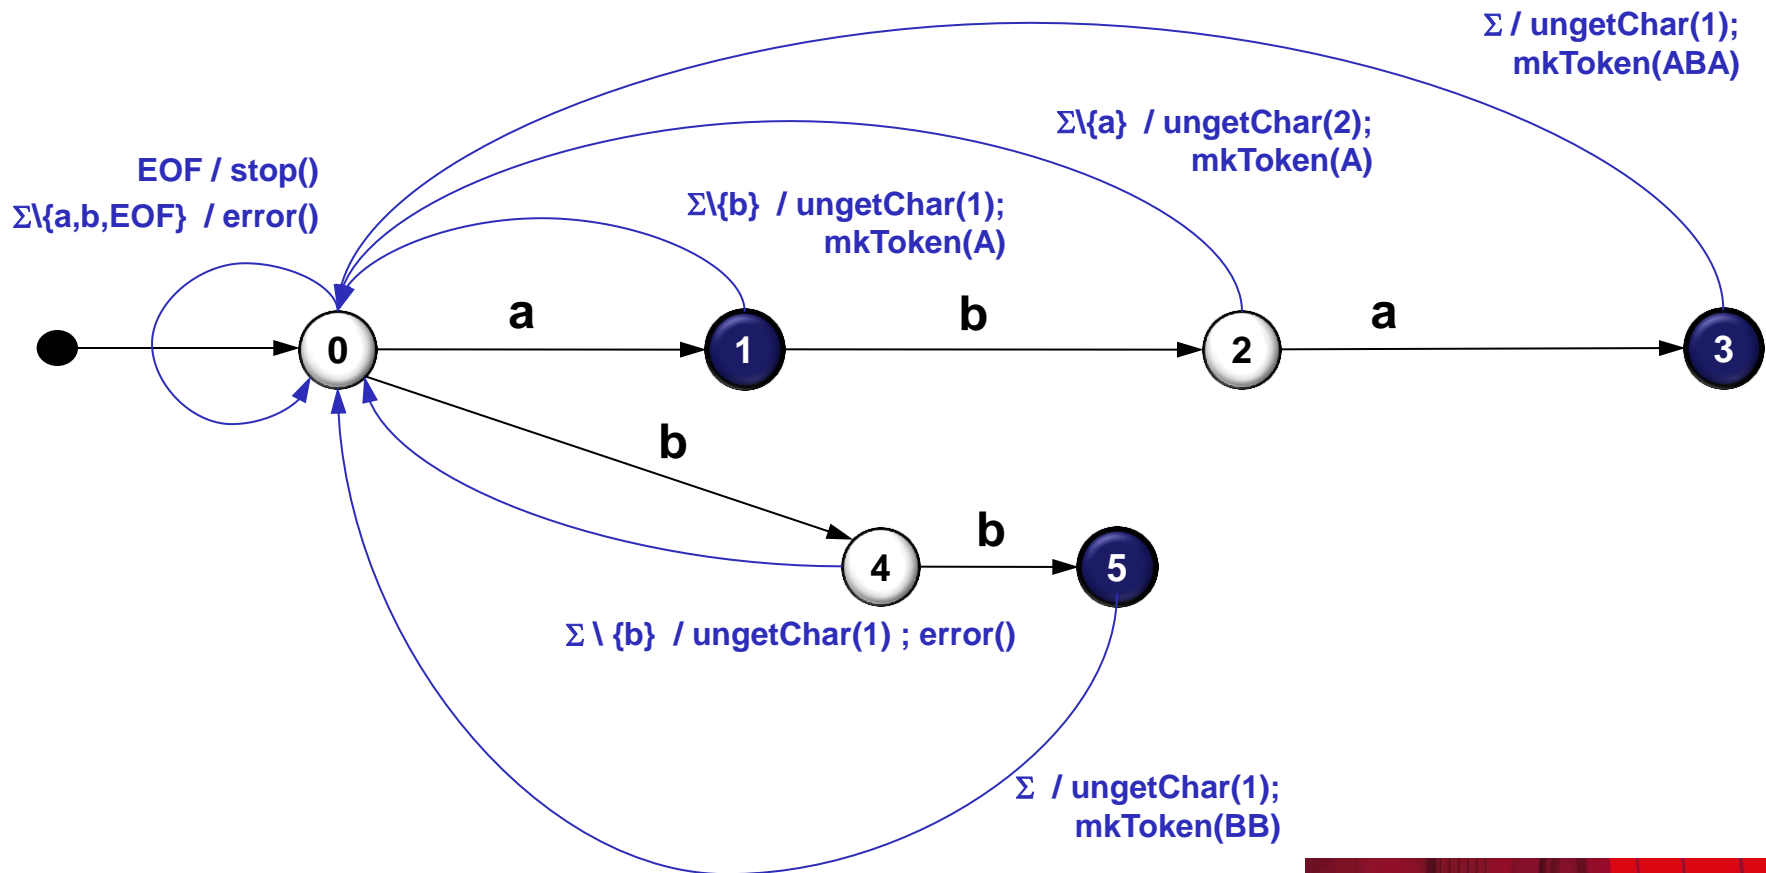 Σ / ungetChar(1);
mkToken(ABA)
Σ\{a} / ungetChar(2);
mkToken(A)
EOF / stop()
Σ\{a,b,EOF} / error()
Σ\{b} / ungetChar(1);
mkToken(A)
a
b
a
0
1
2
3
b
b
4
5
Σ \ {b} / ungetChar(1) ; error()
Σ / ungetChar(1);
mkToken(BB)